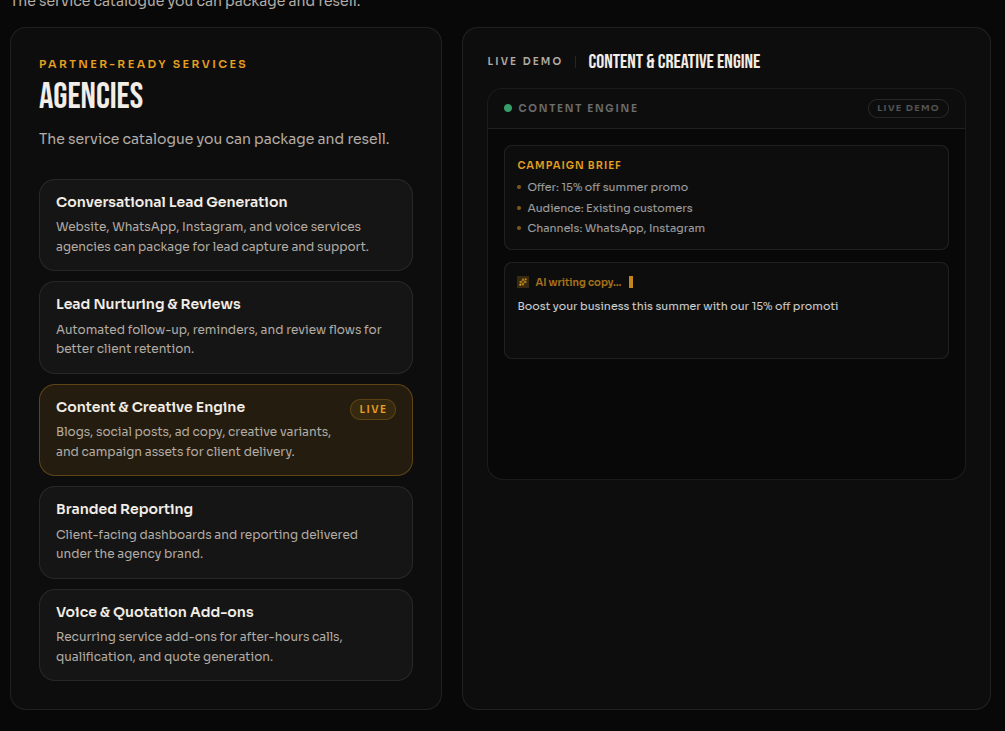 The service catalogue you can package and resell.
PARTNER-READY SERVICES
AGENCIES
The service catalogue you can package and resell.
Conversational Lead Generation
Website, WhatsApp, Instagram, and voice services
agencies can package for lead capture and support.
Lead Nurturing & Reviews
Automated follow-up, reminders, and review flows for
better client retention.
Content & Creative Engine
LIVE
Blogs, social posts, ad copy, creative variants,
and campaign assets for client delivery.
Branded Reporting
Client-facing dashboards and reporting delivered
under the agency brand.
Voice & Quotation Add-ons
Recurring service add-ons for after-hours calls,
qualification, and quote generation.
LIVE DEMO
CONTENT & CREATIVE ENGINE
CONTENT ENGINE
LIVE DEMO
CAMPAIGN BRIEF
Offer: 15% off summer promo
Audience: Existing customers
Channels: WhatsApp, Instagram
AI writing copy...
Boost your business this summer with our 15% off promoti